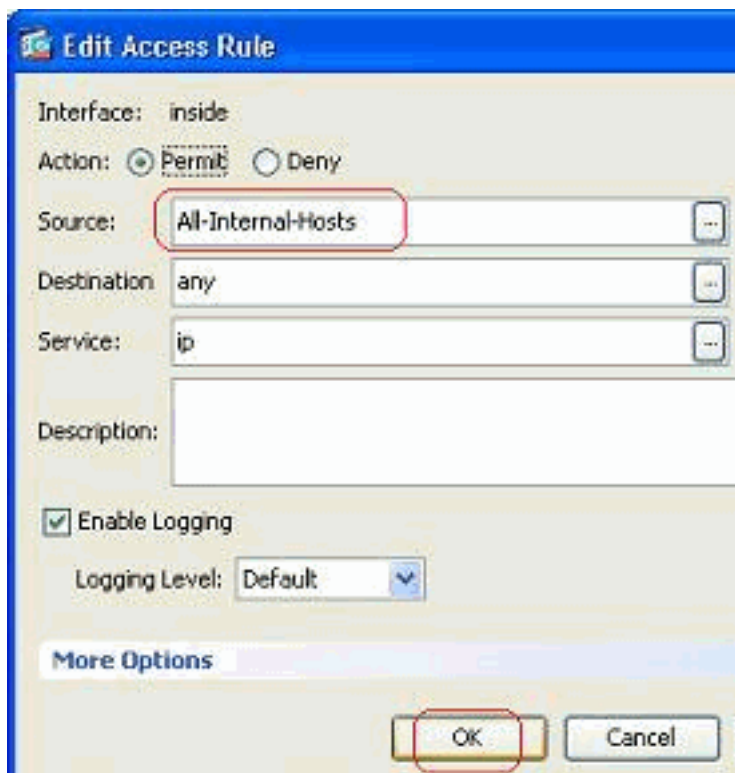 Edit Access Rule
Interface: inside
Action: Permit Deny
Source: All-Internal-Hosts ...
Destination any ...
Service: ip ...
Description:
Enable Logging
Logging Level: Default
More Options
OK Cancel